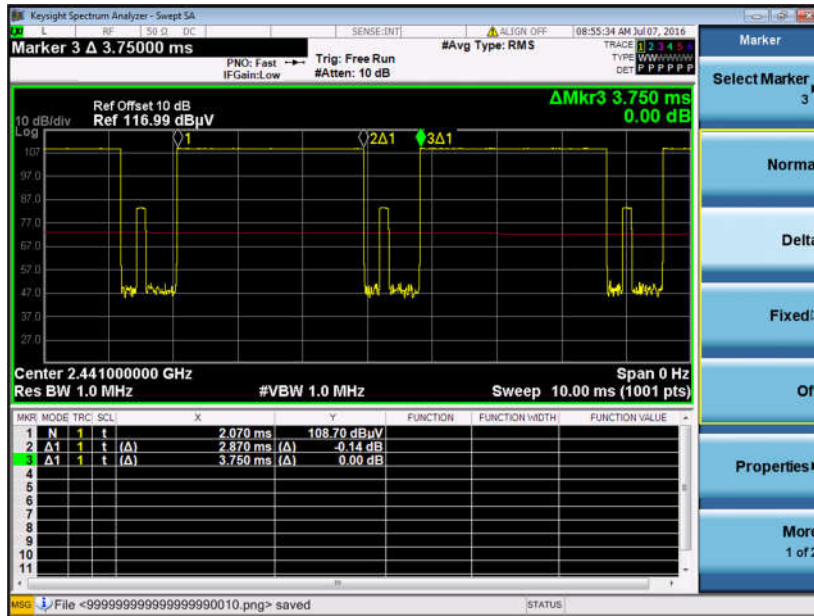 Keysight Spectrum Analyzer - Swept SA
L RF 50 Ω DC SENSE:INT ALIGN OFF 08:55:34 AM Jul 07, 2016
Marker 3 Δ 3.75000 ms
PNO: Fast
IFGain:Low
Trig: Free Run
#Atten: 10 dB
#Avg Type: RMS
TRACE 1 2 3 4 5 6
TYPE WWWWWW
DET P P P P P P
Ref Offset 10 dB
10 dB/div Ref 116.99 dBµV
Log
ΔMkr3 3.750 ms
0.00 dB
1 2Δ1 3Δ1
107
97.0
87.0
77.0
67.0
57.0
47.0
37.0
27.0
Center 2.441000000 GHz Span 0 Hz
Res BW 1.0 MHz #VBW 1.0 MHz Sweep 10.00 ms (1001 pts)
MKR MODE TRC SCL X Y FUNCTION FUNCTION WIDTH FUNCTION VALUE
1 N 1 t 2.070 ms 108.70 dBµV
2 Δ1 1 t (Δ) 2.870 ms (Δ) -0.14 dB
3 Δ1 1 t (Δ) 3.750 ms (Δ) 0.00 dB
4
5
6
7
8
9
10
11
MSG File <99999999999999999990010.png> saved STATUS
Marker
Select Marker
3
Norma
Delta
Fixed
Of
Properties
More
1 of 2